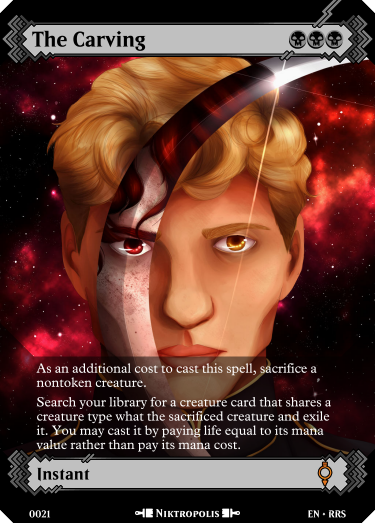 The Carving
As an additional cost to cast this spell, sacrifice a
nontoken creature.
Search your library for a creature card that shares a
creature type what the sacrificed creature and exile
it. You may cast it by paying life equal to its mana
value rather than pay its mana cost.
Instant
0021
Niktropolis
EN • RRS